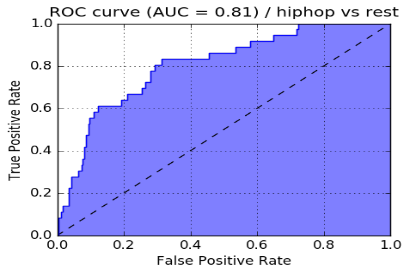 ROC curve (AUC = 0.81) / hiphop vs rest
True Positive Rate
1.0
0.8
0.6
0.4
0.2
0.0
0.0 0.2 0.4 0.6 0.8 1.0
False Positive Rate